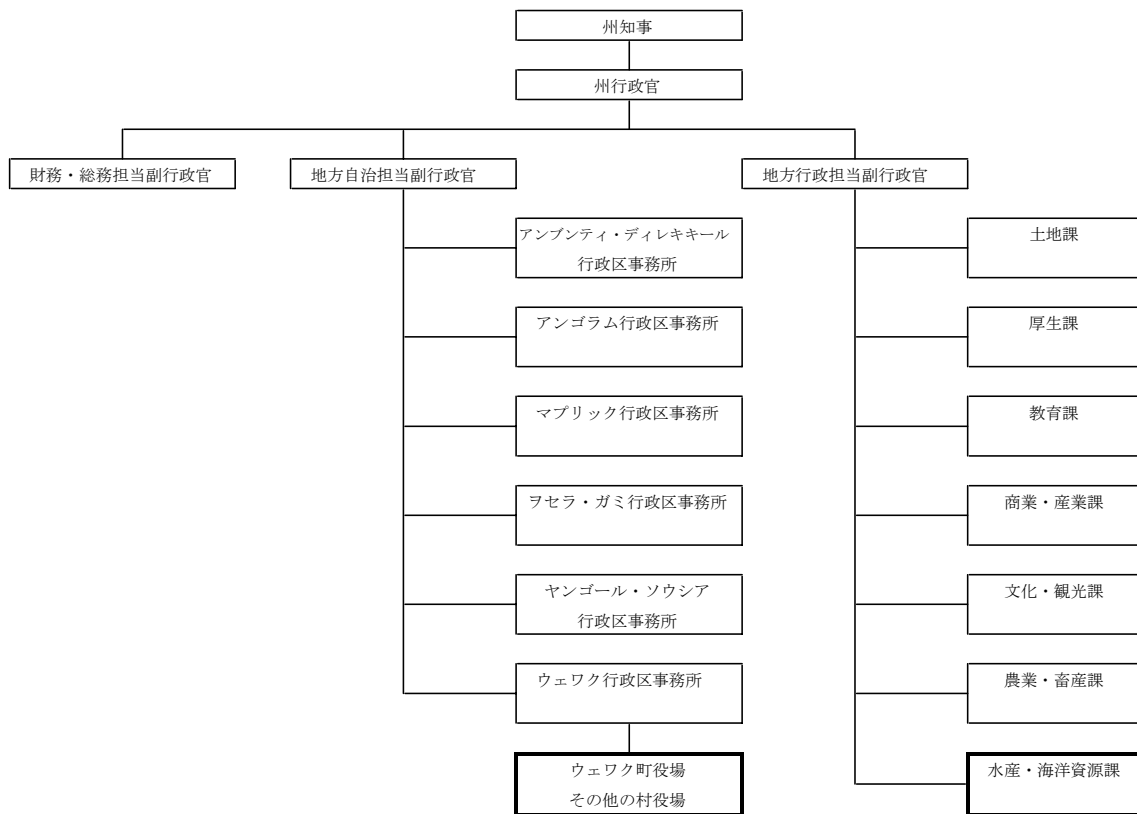 州知事
州行政官
財務・総務担当副行政官
地方自治担当副行政官
地方行政担当副行政官
アンブンティ・ディレキキール
行政区事務所
土地課
アンゴラム行政区事務所
厚生課
マプリック行政区事務所
教育課
ヲセラ・ガミ行政区事務所
商業・産業課
ヤンゴール・ソウシア
行政区事務所
文化・観光課
ウェワク行政区事務所
農業・畜産課
ウェワク町役場
その他の村役場
水産・海洋資源課